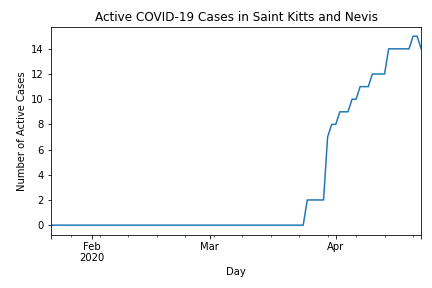 Active COVID-19 Cases in Saint Kitts and Nevis
Number of Active Cases
14
12
10
8
6
4
2
0
Feb
2020
Mar
Apr
Day